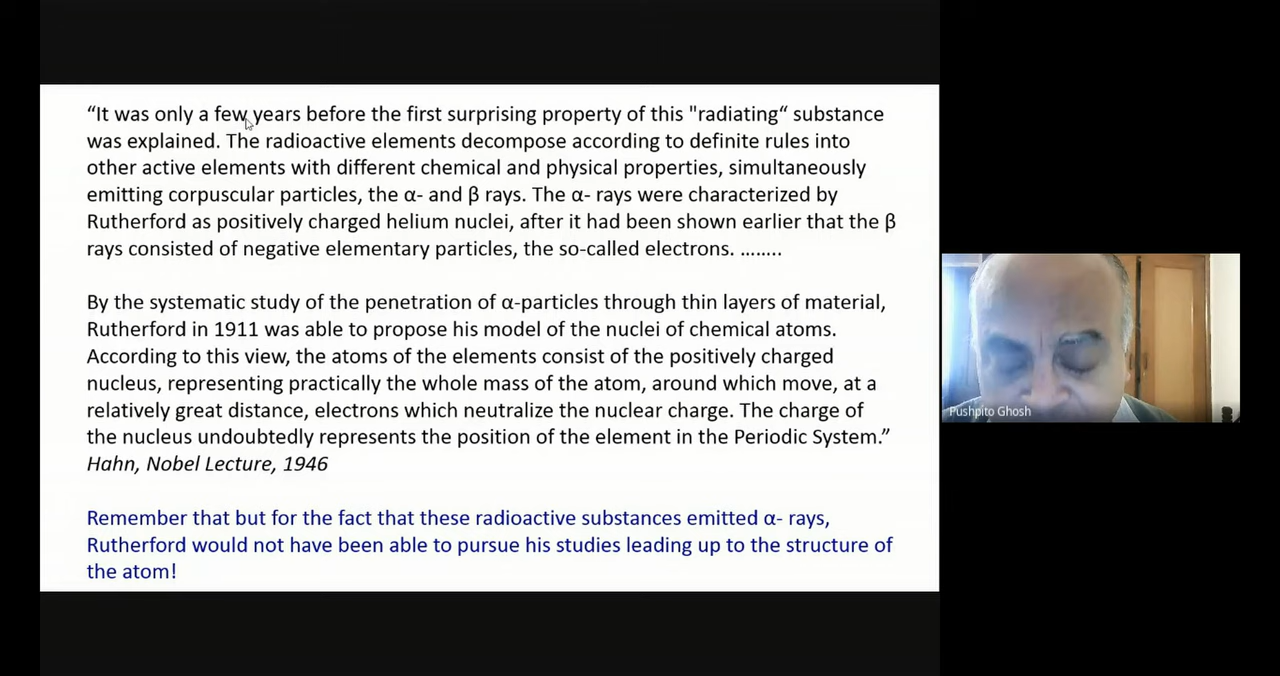 “It was only a few years before the first surprising property of this "radiating“ substance
was explained. The radioactive elements decompose according to definite rules into
other active elements with different chemical and physical properties, simultaneously
emitting corpuscular particles, the α- and β rays. The α- rays were characterized by
Rutherford as positively charged helium nuclei, after it had been shown earlier that the β
rays consisted of negative elementary particles, the so-called electrons. ……..
By the systematic study of the penetration of α-particles through thin layers of material,
Rutherford in 1911 was able to propose his model of the nuclei of chemical atoms.
According to this view, the atoms of the elements consist of the positively charged
nucleus, representing practically the whole mass of the atom, around which move, at a
relatively great distance, electrons which neutralize the nuclear charge. The charge of
the nucleus undoubtedly represents the position of the element in the Periodic System.”
Hahn, Nobel Lecture, 1946
Remember that but for the fact that these radioactive substances emitted α- rays,
Rutherford would not have been able to pursue his studies leading up to the structure of
the atom!
Pushpito Ghosh